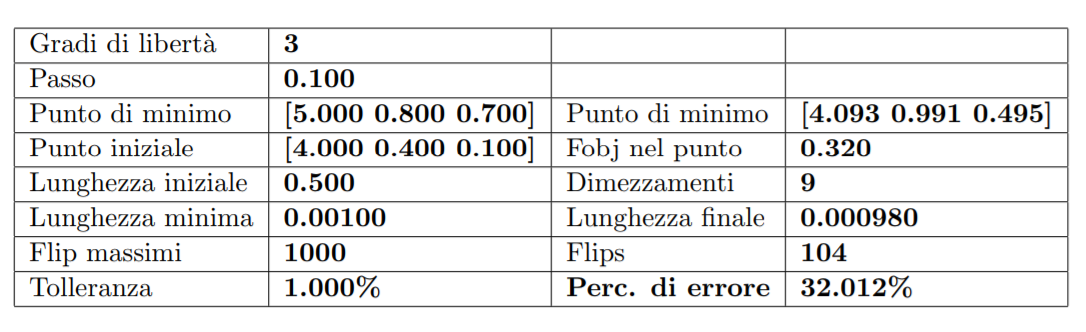 Gradi di libertà 3
Passo 0.100
Punto di minimo [5.000 0.800 0.700] Punto di minimo [4.093 0.991 0.495]
Punto iniziale [4.000 0.400 0.100] Fobj nel punto 0.320
Lunghezza iniziale 0.500 Dimezzamenti 9
Lunghezza minima 0.00100 Lunghezza finale 0.000980
Flip massimi 1000 Flips 104
Tolleranza 1.000% Perc. di errore 32.012%